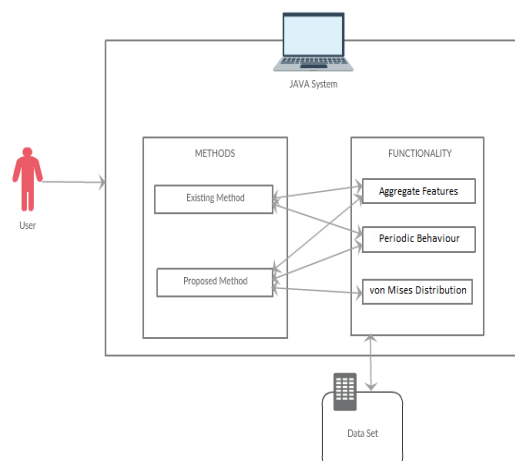 JAVA System
METHODS
FUNCTIONALITY
Existing Method
Aggregate Features
Periodic Behaviour
Proposed Method
von Mises Distribution
User
Data Set